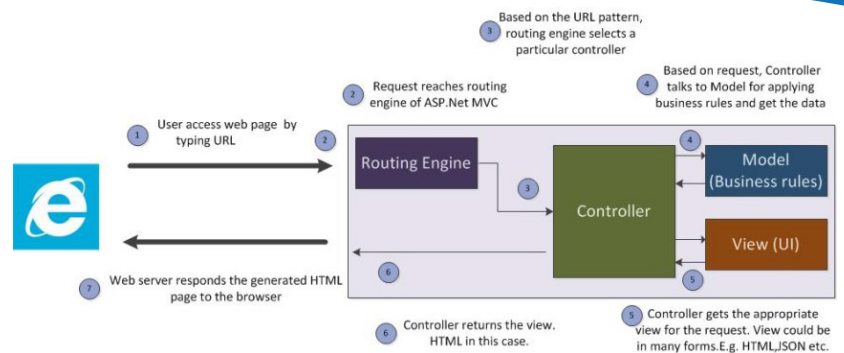 3 Based on the URL pattern,
routing engine selects a
particular controller
Based on request, Controller
4 talks to Model for applying
business rules and get the data
2 Request reaches routing
engine of ASP.Net MVC
1 User access web page by
typing URL
2
Routing Engine
3
Controller
4
Model
(Business rules)
View (UI)
5
6
7 Web server responds the generated HTML
page to the browser
6 Controller returns the view.
HTML in this case.
5 Controller gets the appropriate
view for the request. View could be
in many forms.E.g. HTML,JSON etc.